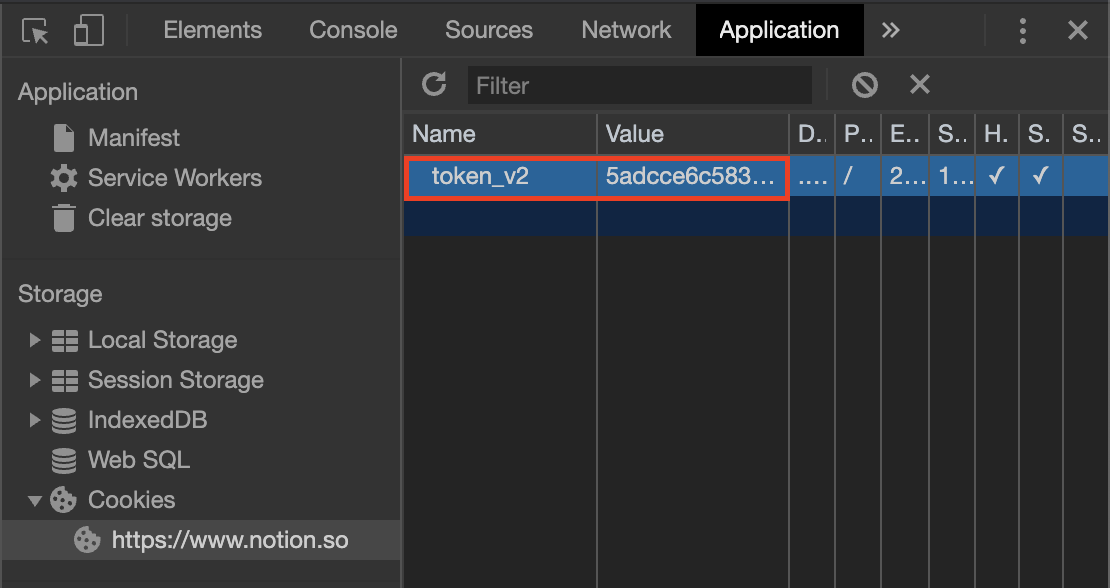 Elements Console Sources Network Application
Application
Manifest
Service Workers
Clear storage
Storage
Local Storage
Session Storage
IndexedDB
Web SQL
Cookies
https://www.notion.so
Filter
Name Value D.. P.. E.. S.. H. S. S..
token_v2 5adcce6c583... .... / 2... 1... ✓ ✓